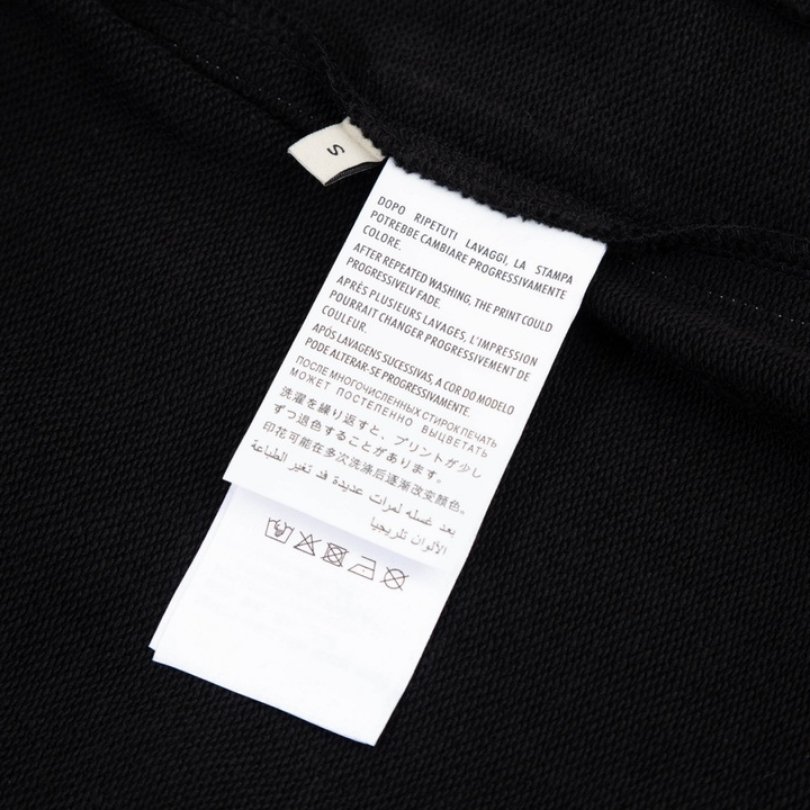 S
DOPO RIPETUTI LAVAGGI, LA STAMPA
POTREBBE CAMBIARE PROGRESSIVAMENTE
COLORE.
AFTER REPEATED WASHING, THE PRINT COULD
PROGRESSIVELV FADE.
APRÈS PLUSIEURS LAVAGES, L'IMPRESSION
POURRAIT CHANGER PROGRESSIVEMENT DE
COULEUR.
APÓS LAVAGENS SUCESSIVAS, A COR DO MODELO
PODE ALTERAR-SE PROGRESSIVAMENTE.
ПОСЛЕ МНОГОЧИСЛЕННЫХ СТИРОК ПЕЧАТЬ
МОЖЕТ ПОСТЕПЕННО ВЫЦВЕТАТЬ
洗濯を繰り返すと、プリントが少し
ずつ退色することがあります。
印花可能在多次洗涤后逐渐改变颜色。
بعد غسله لمرات عديدة قد تغير الطباعة
الألوان تدريجيا